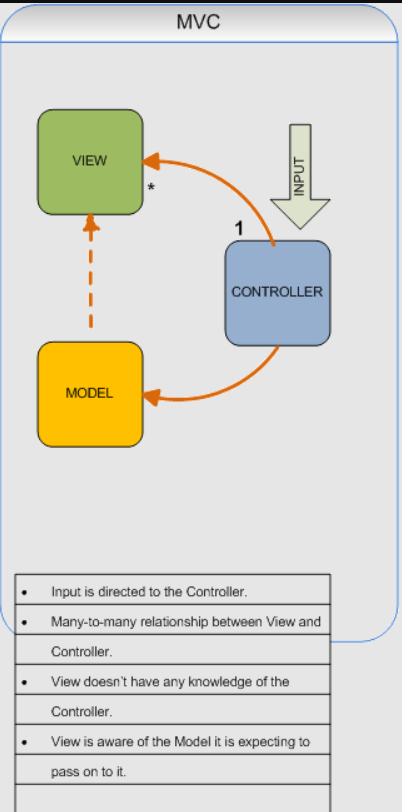 MVC
VIEW
*
INPUT
1
CONTROLLER
MODEL
• Input is directed to the Controller.
• Many-to-many relationship between View and
Controller.
• View doesn't have any knowledge of the
Controller.
• View is aware of the Model it is expecting to
pass on to it.